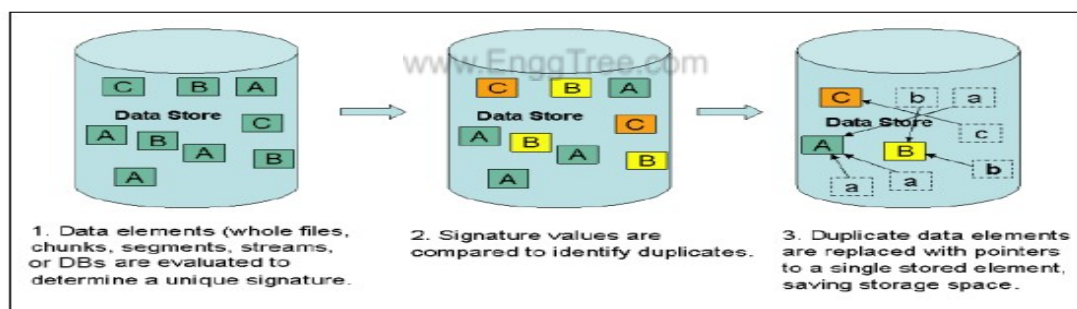 www.EnggTree.com
C B A
Data Store
C
A B
A B
A
C B A
Data Store
C
A B
A B
A
C b a
Data Store
c
A B
b
a a
1. Data elements (whole files,
chunks, segments, streams,
or DBs are evaluated to
determine a unique signature.
2. Signature values are
compared to identify duplicates.
3. Duplicate data elements
are replaced with pointers
to a single stored element,
saving storage space.